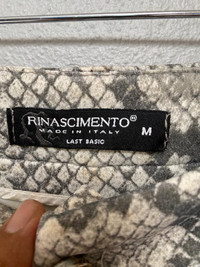 RINASCIMENTO®
MADE IN ITALY
M
LAST BASIC